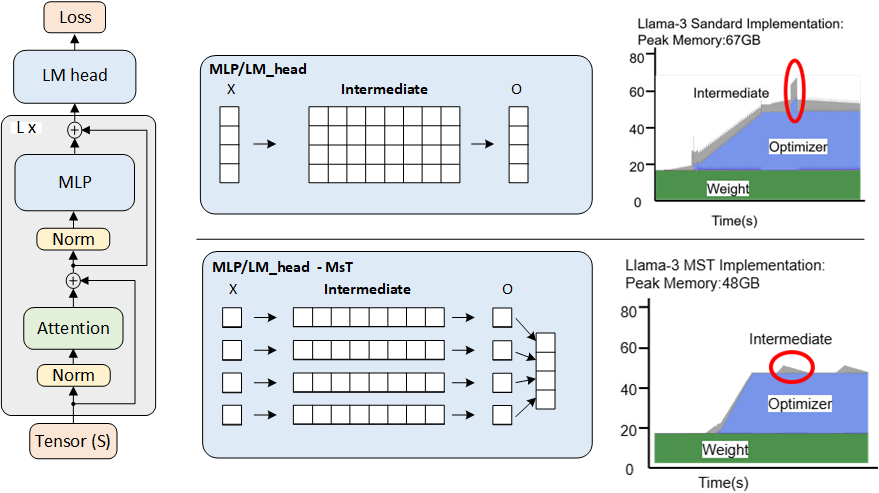 Loss
LM head
L x
+
MLP
Norm
+
Attention
Norm
Tensor (S)
MLP/LM_head
X
Intermediate
O
MLP/LM_head - MsT
X
Intermediate
O
Llama-3 Sandard Implementation:
Peak Memory:67GB
80
60
40
20
0
Intermediate
Optimizer
Weight
Time(s)
Llama-3 MST Implementation:
Peak Memory:48GB
80
60
40
20
0
Intermediate
Optimizer
Weight
Time(s)